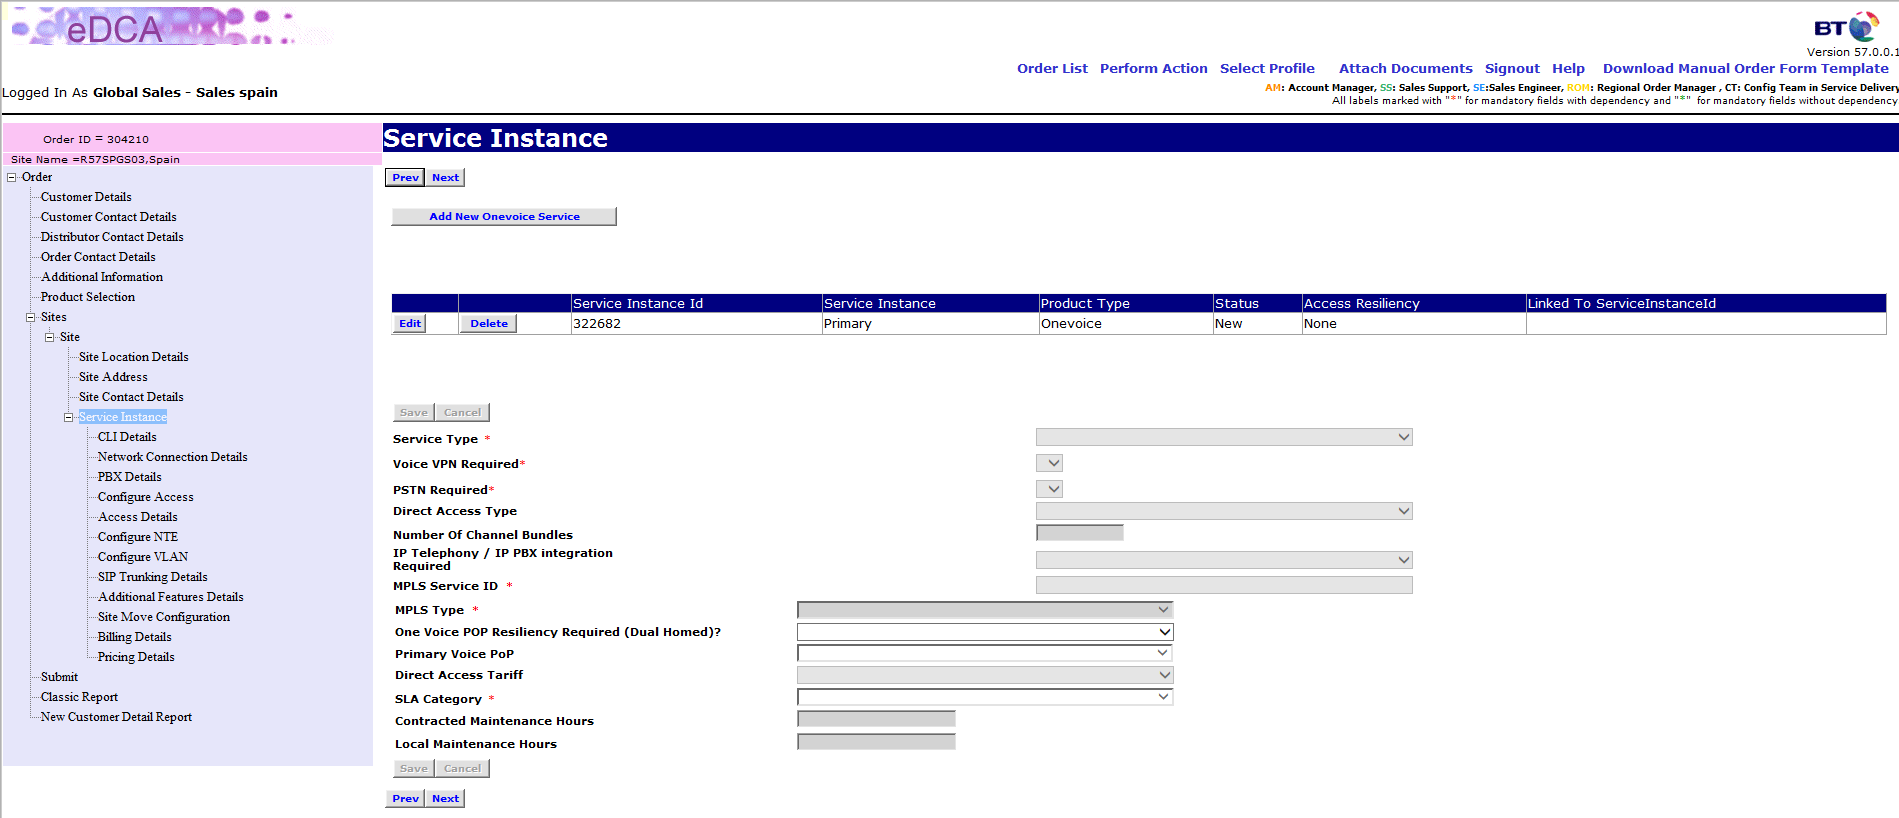 eDCA
BT
Version 57.0.0.1
Order List Perform Action Select Profile Attach Documents Signout Help Download Manual Order Form Template
Logged In As Global Sales - Sales spain
AM: Account Manager, SS: Sales Support, SE:Sales Engineer, ROM: Regional Order Manager , CT: Config Team in Service Delivery
All labels marked with "*" for mandatory fields with dependency and "*" for mandatory fields without dependency
Order ID = 304210
Site Name =R57SPGS03,Spain
Order
Customer Details
Customer Contact Details
Distributor Contact Details
Order Contact Details
Additional Information
Product Selection
Sites
Site
Site Location Details
Site Address
Site Contact Details
Service Instance
CLI Details
Network Connection Details
PBX Details
Configure Access
Access Details
Configure NTE
Configure VLAN
SIP Trunking Details
Additional Features Details
Site Move Configuration
Billing Details
Pricing Details
Submit
Classic Report
New Customer Detail Report
Service Instance
Prev Next
Add New Onevoice Service
Service Instance Id Service Instance Product Type Status Access Resiliency Linked To ServiceInstanceId
Edit Delete 322682 Primary Onevoice New None
Save Cancel
Service Type *
Voice VPN Required*
PSTN Required*
Direct Access Type
Number Of Channel Bundles
IP Telephony / IP PBX integration
Required
MPLS Service ID *
MPLS Type *
One Voice POP Resiliency Required (Dual Homed)?
Primary Voice PoP
Direct Access Tariff
SLA Category *
Contracted Maintenance Hours
Local Maintenance Hours
Save Cancel
Prev Next